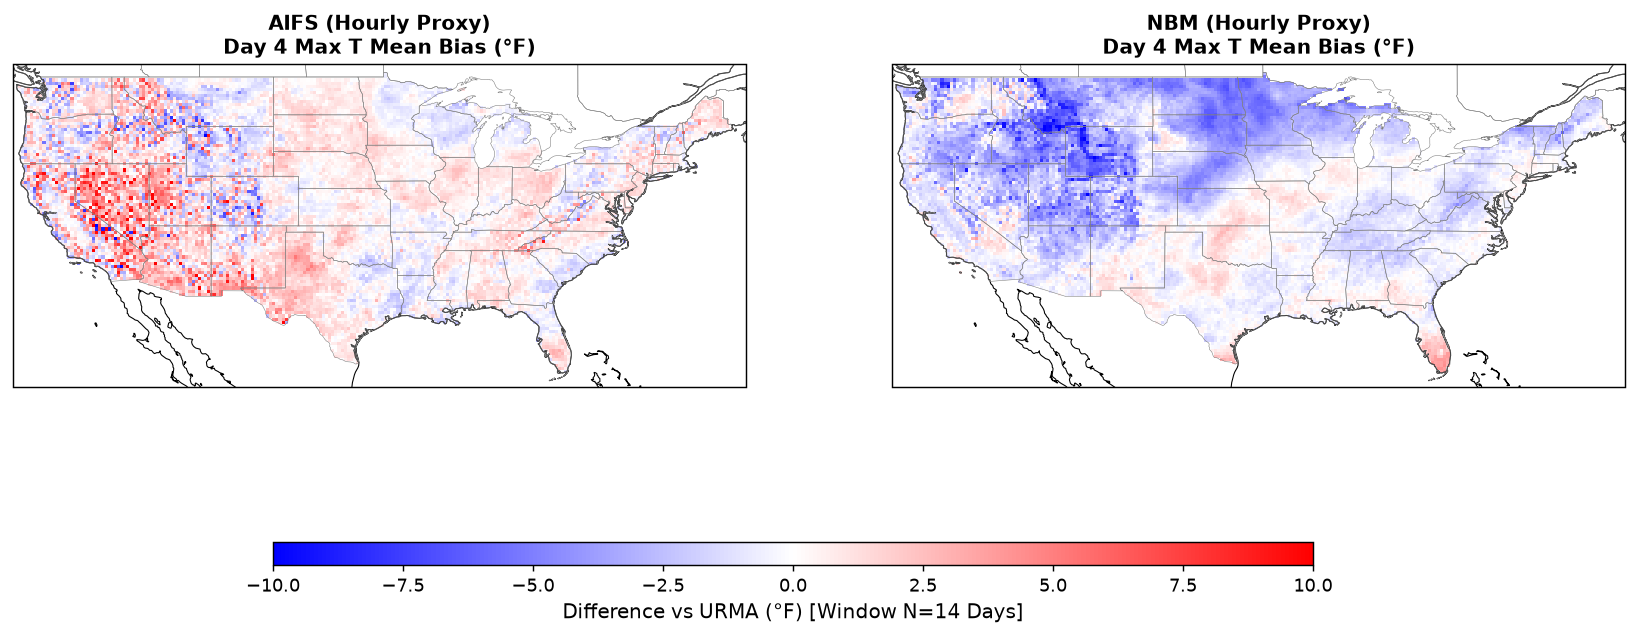 AIFS (Hourly Proxy)
Day 4 Max T Mean Bias (°F)
NBM (Hourly Proxy)
Day 4 Max T Mean Bias (°F)
−10.0 −7.5 −5.0 −2.5 0.0 2.5 5.0 7.5 10.0
Difference vs URMA (°F) [Window N=14 Days]